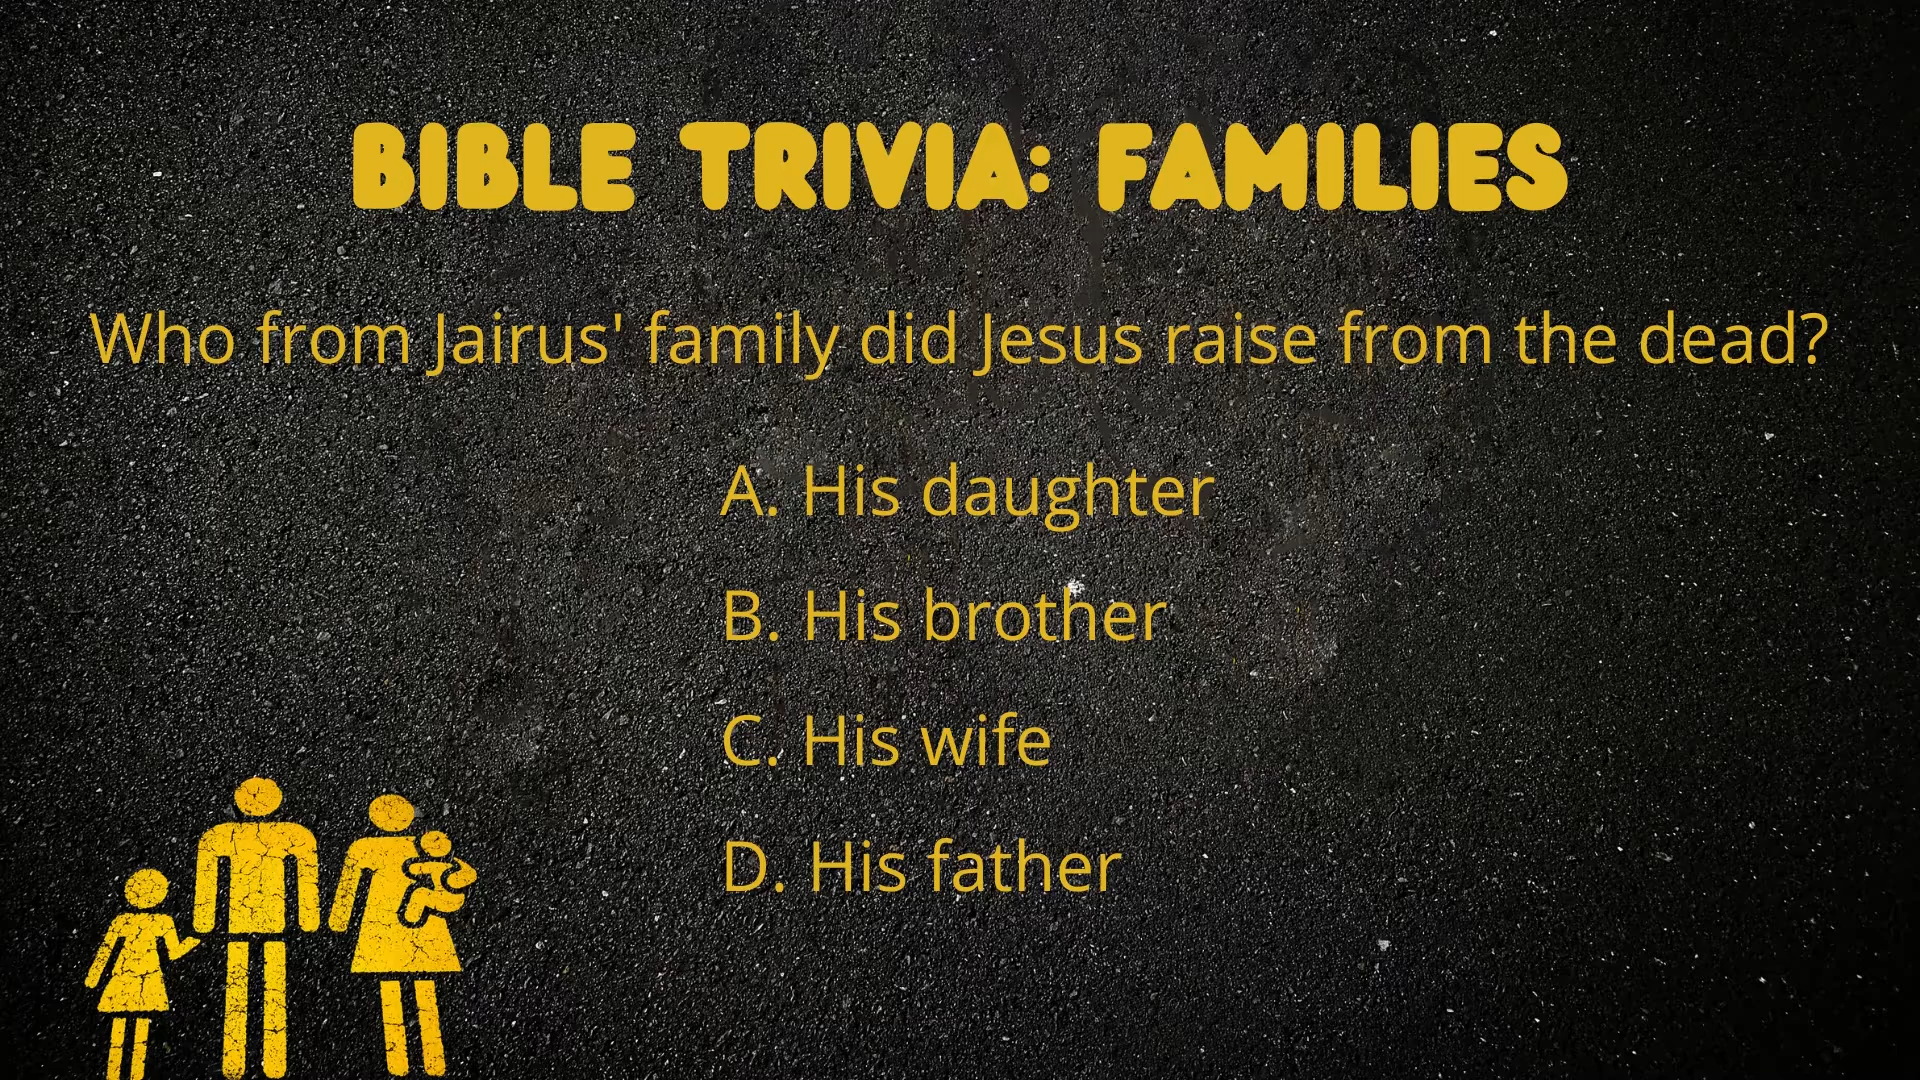 BIBLE TRIVIA: FAMILIES
Who from Jairus' family did Jesus raise from the dead?
A. His daughter
B. His brother
C. His wife
D. His father